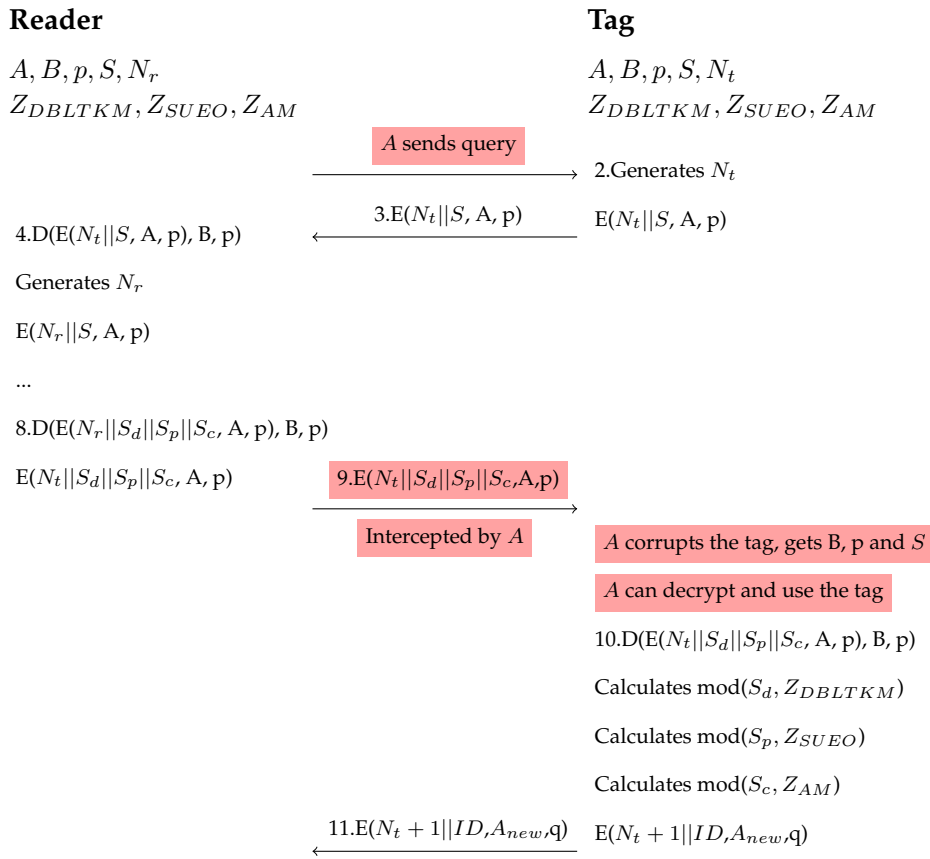 Reader Tag
A, B, p, S, N_r A, B, p, S, N_t
Z_DBLTKM, Z_SUEO, Z_AM Z_DBLTKM, Z_SUEO, Z_AM
A sends query
2.Generates N_t
3.E(N_t||S, A, p) E(N_t||S, A, p)
4.D(E(N_t||S, A, p), B, p)
Generates N_r
E(N_r||S, A, p)
...
8.D(E(N_r||S_d||S_p||S_c, A, p), B, p)
E(N_t||S_d||S_p||S_c, A, p) 9.E(N_t||S_d||S_p||S_c,A,p)
Intercepted by A
A corrupts the tag, gets B, p and S
A can decrypt and use the tag
10.D(E(N_t||S_d||S_p||S_c, A, p), B, p)
Calculates mod(S_d, Z_DBLTKM)
Calculates mod(S_p, Z_SUEO)
Calculates mod(S_c, Z_AM)
11.E(N_t + 1||ID,A_new,q) E(N_t + 1||ID,A_new,q)